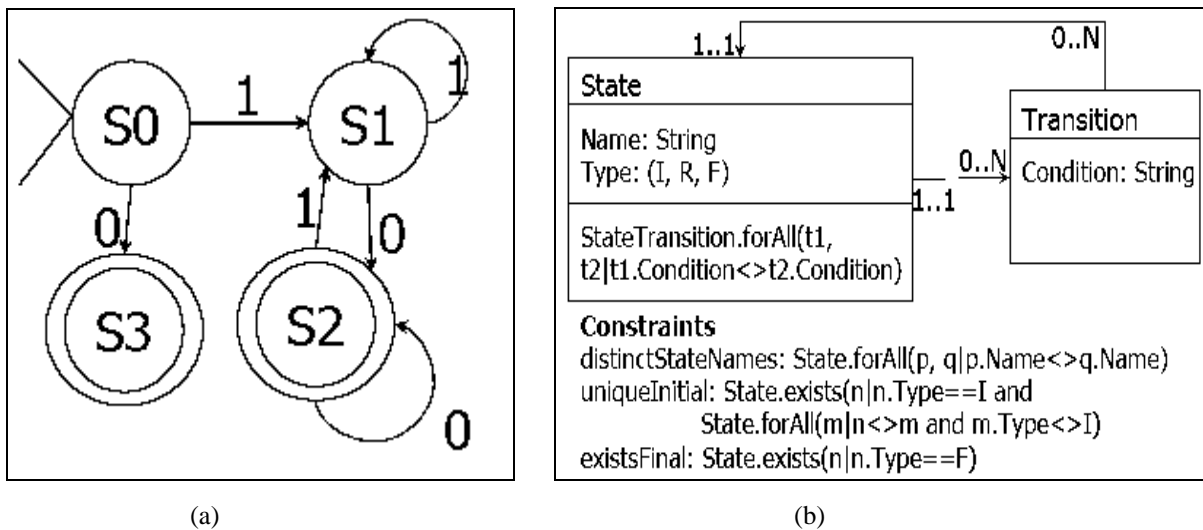 S0
1
S1
1
0
1
0
S3
S2
0
(a)
1..1
0..N
State
Name: String
Type: (I, R, F)
StateTransition.forAll(t1,
t2|t1.Condition<>t2.Condition)
0..N
1..1
Transition
Condition: String
Constraints
distinctStateNames: State.forAll(p, q|p.Name<>q.Name)
uniqueInitial: State.exists(n|n.Type==I and
State.forAll(m|n<>m and m.Type<>I)
existsFinal: State.exists(n|n.Type==F)
(b)